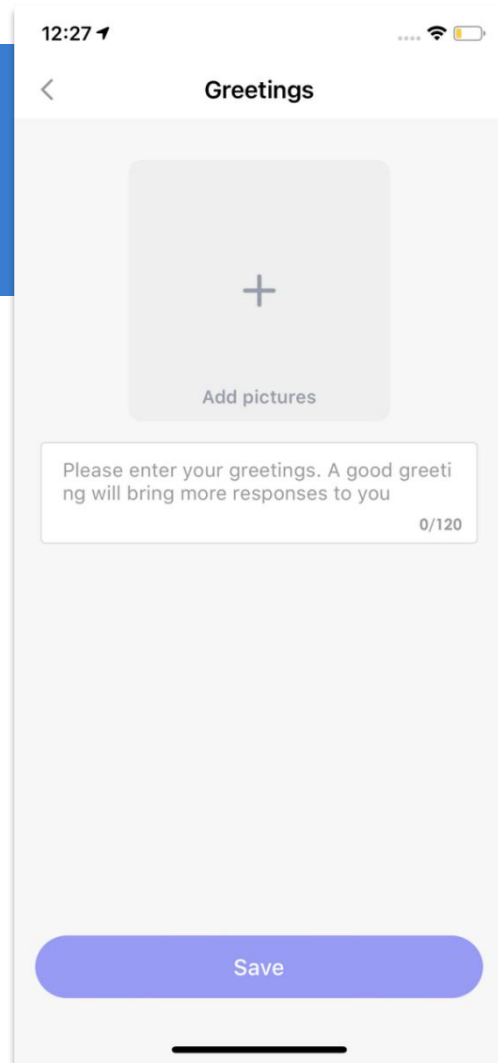 12:27
Greetings
Add pictures
Please enter your greetings. A good greeti
ng will bring more responses to you
0/120
Save